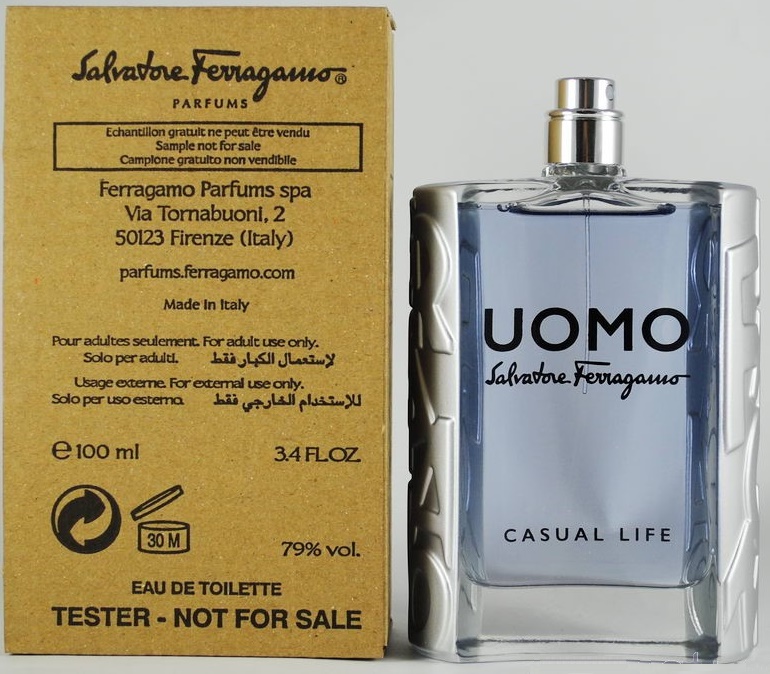 Salvatore Ferragamo®
PARFUMS
Echantillon gratuit ne peut être vendu
Sample not for sale
Campione gratuito non vendibile
Ferragamo Parfums spa
Via Tornabuoni, 2
50123 Firenze (Italy)
parfums.ferragamo.com
Made in Italy
Pour adultes seulement. For adult use only.
Solo per adulti. لإستعمال الكبار فقط
Usage externe. For external use only.
Solo per uso esterno. للاستخدام الخارجي فقط
℮ 100 ml 3.4 FL.OZ.
30 M
79% vol.
EAU DE TOILETTE
TESTER - NOT FOR SALE
UOMO
Salvatore Ferragamo
CASUAL LIFE